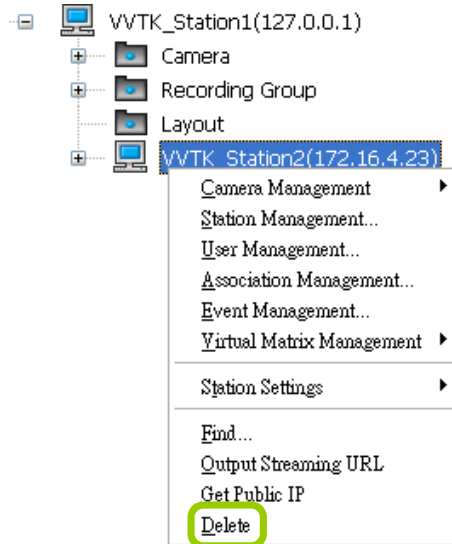 VVTK_Station1(127.0.0.1)
Camera
Recording Group
Layout
VVTK_Station2(172.16.4.23)
Camera Management
Station Management...
User Management...
Association Management...
Event Management...
Virtual Matrix Management
Station Settings
Find...
Output Streaming URL
Get Public IP
Delete